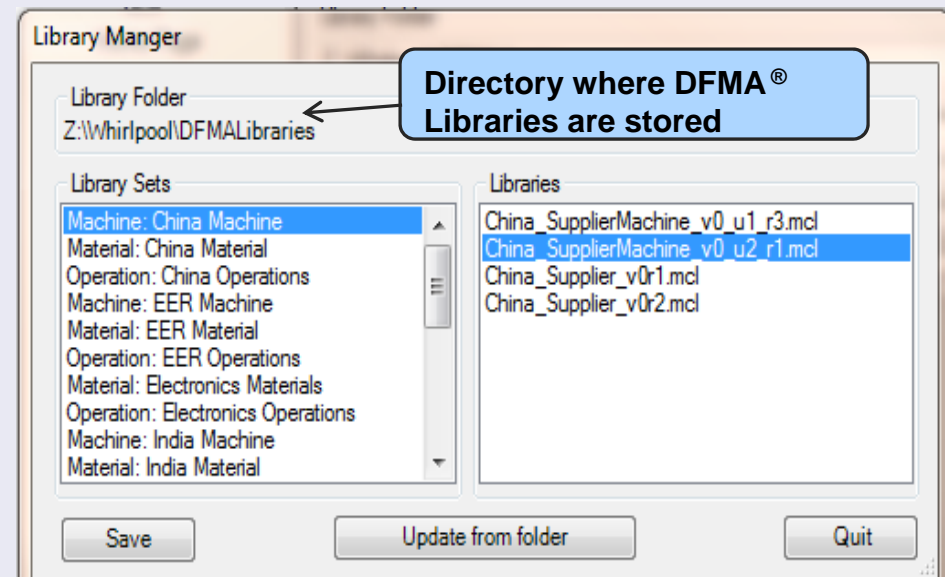 Library Manger
Directory where DFMA®
Libraries are stored
Library Folder
Z:\Whirlpool\DFMALibraries
Library Sets
Machine: China Machine
Material: China Material
Operation: China Operations
Machine: EER Machine
Material: EER Material
Operation: EER Operations
Material: Electronics Materials
Operation: Electronics Operations
Machine: India Machine
Material: India Material
Libraries
China_SupplierMachine_v0_u1_r3.mcl
China_SupplierMachine_v0_u2_r1.mcl
China_Supplier_v0r1.mcl
China_Supplier_v0r2.mcl
Save
Update from folder
Quit